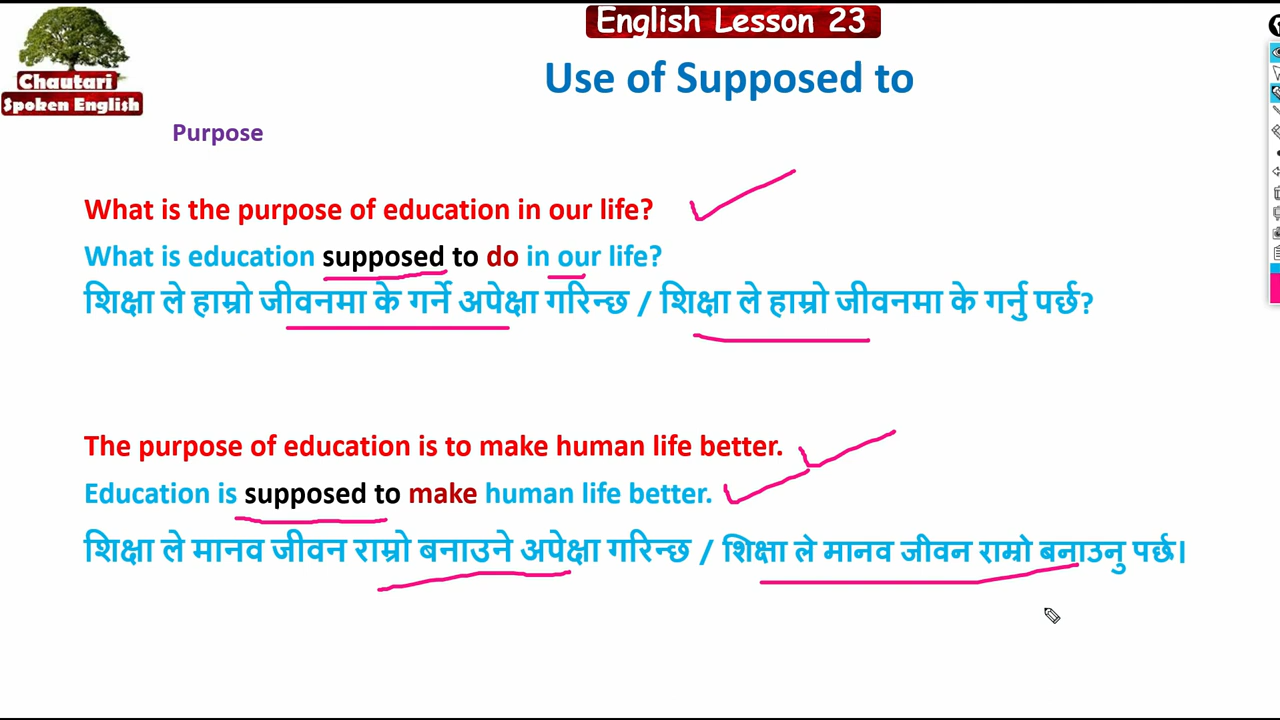 English Lesson 23
Chautari
Spoken English
Use of Supposed to
Purpose
What is the purpose of education in our life?
What is education supposed to do in our life?
शिक्षा ले हाम्रो जीवनमा के गर्ने अपेक्षा गरिन्छ / शिक्षा ले हाम्रो जीवनमा के गर्नु पर्छ?
The purpose of education is to make human life better.
Education is supposed to make human life better.
शिक्षा ले मानव जीवन राम्रो बनाउने अपेक्षा गरिन्छ / शिक्षा ले मानव जीवन राम्रो बनाउनु पर्छ।